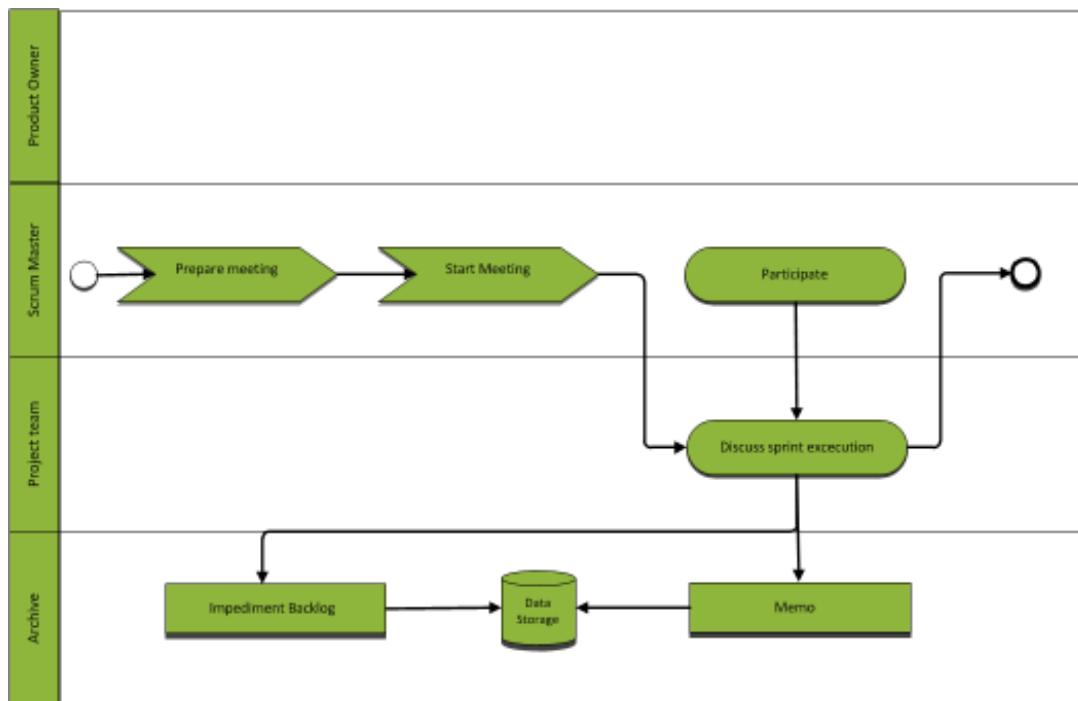 Product Owner
Scrum Master
Prepare meeting
Start Meeting
Participate
Project team
Discuss sprint excecution
Archive
Impediment Backlog
Data
Storage
Memo